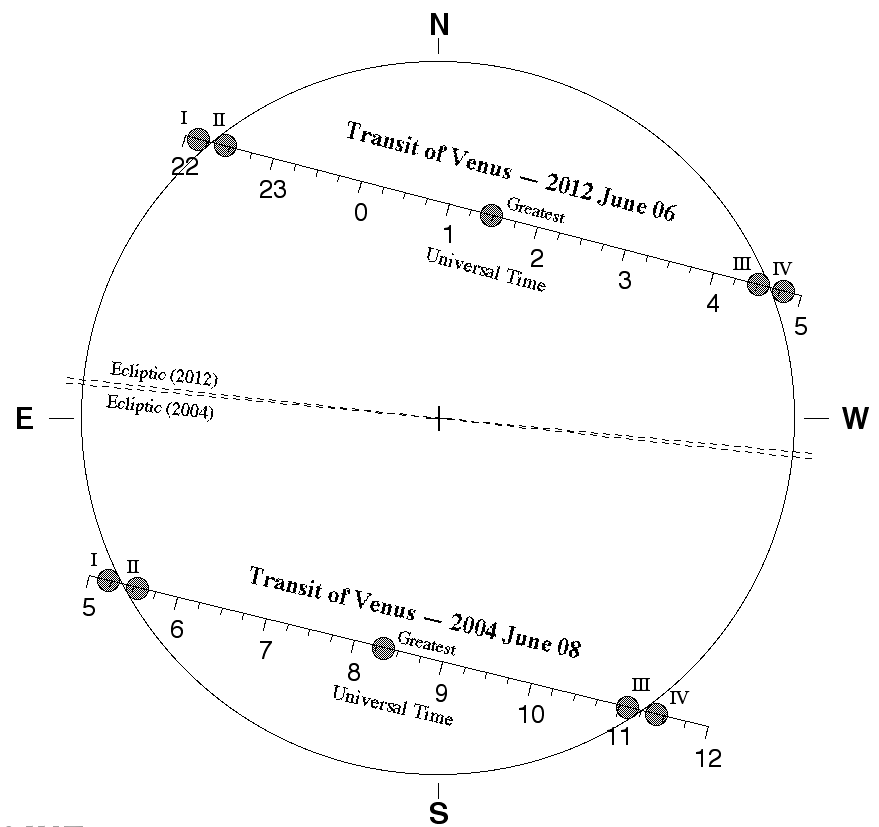 N
I II
Transit of Venus — 2012 June 06
22 23 0 1 2 3 4 5
Greatest
III IV
Universal Time
Ecliptic (2012)
E W
Ecliptic (2004)
I II
Transit of Venus — 2004 June 08
5 6 7 8 9 10 11 12
Greatest
III IV
Universal Time
S